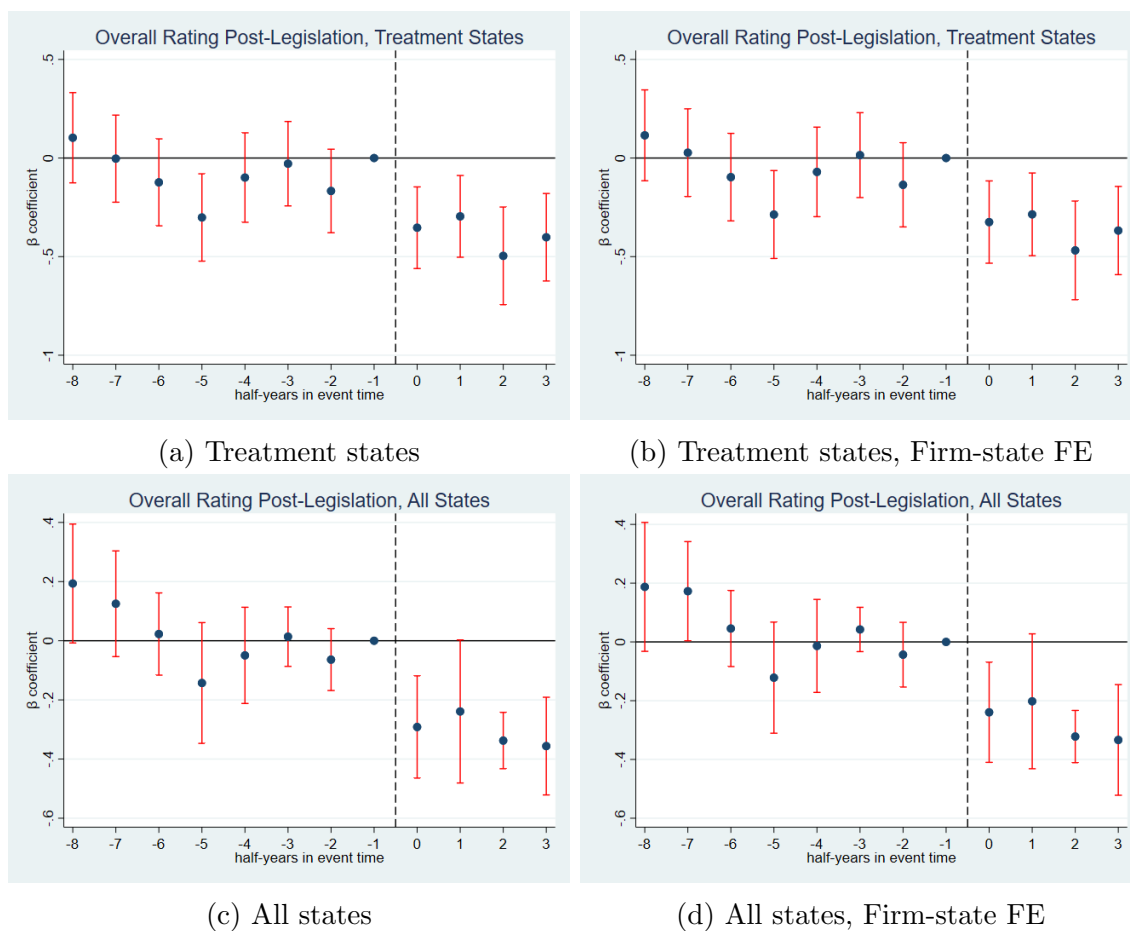 Overall Rating Post-Legislation, Treatment States
β coefficient
.5
0
-.5
-1
-8 -7 -6 -5 -4 -3 -2 -1 0 1 2 3
half-years in event time
(a) Treatment states
Overall Rating Post-Legislation, Treatment States
β coefficient
.5
0
-.5
-1
-8 -7 -6 -5 -4 -3 -2 -1 0 1 2 3
half-years in event time
(b) Treatment states, Firm-state FE
Overall Rating Post-Legislation, All States
β coefficient
.4
.2
0
-.2
-.4
-.6
-8 -7 -6 -5 -4 -3 -2 -1 0 1 2 3
half-years in event time
(c) All states
Overall Rating Post-Legislation, All States
β coefficient
.4
.2
0
-.2
-.4
-.6
-8 -7 -6 -5 -4 -3 -2 -1 0 1 2 3
half-years in event time
(d) All states, Firm-state FE